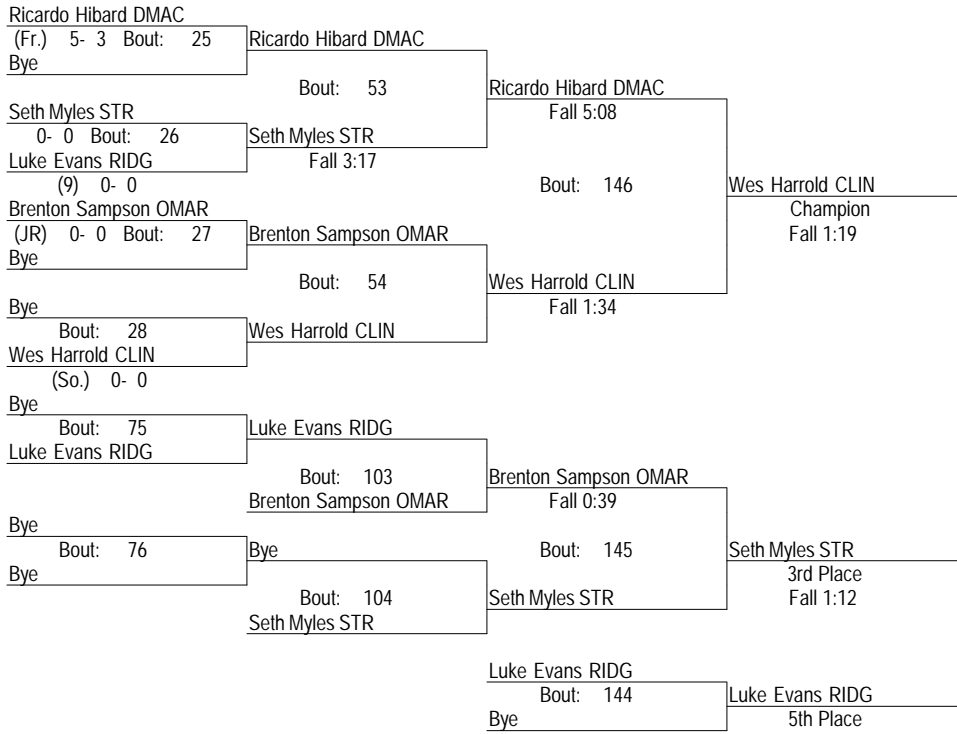 Ricardo Hibard DMAC
(Fr.) 5- 3 Bout: 25 Ricardo Hibard DMAC
Bye
Bout: 53 Ricardo Hibard DMAC
Seth Myles STR Fall 5:08
0- 0 Bout: 26 Seth Myles STR
Luke Evans RIDG Fall 3:17
(9) 0- 0 Bout: 146 Wes Harrold CLIN
Brenton Sampson OMAR Champion
(JR) 0- 0 Bout: 27 Brenton Sampson OMAR Fall 1:19
Bye
Bout: 54 Wes Harrold CLIN
Bye Fall 1:34
Bout: 28 Wes Harrold CLIN
Wes Harrold CLIN
(So.) 0- 0
Bye
Bout: 75 Luke Evans RIDG
Luke Evans RIDG
Bout: 103 Brenton Sampson OMAR
Brenton Sampson OMAR Fall 0:39
Bye
Bout: 76 Bye Bout: 145 Seth Myles STR
Bye 3rd Place
Bout: 104 Seth Myles STR Fall 1:12
Seth Myles STR
Luke Evans RIDG
Bout: 144 Luke Evans RIDG
Bye 5th Place